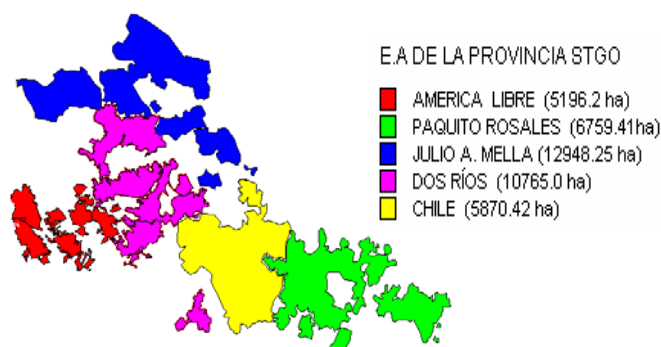 E.A DE LA PROVINCIA STGO
AMERICA LIBRE (5196.2 ha)
PAQUITO ROSALES (6759.41ha)
JULIO A. MELLA (12948.25 ha)
DOS RÍOS (10765.0 ha)
CHILE (5870.42 ha)